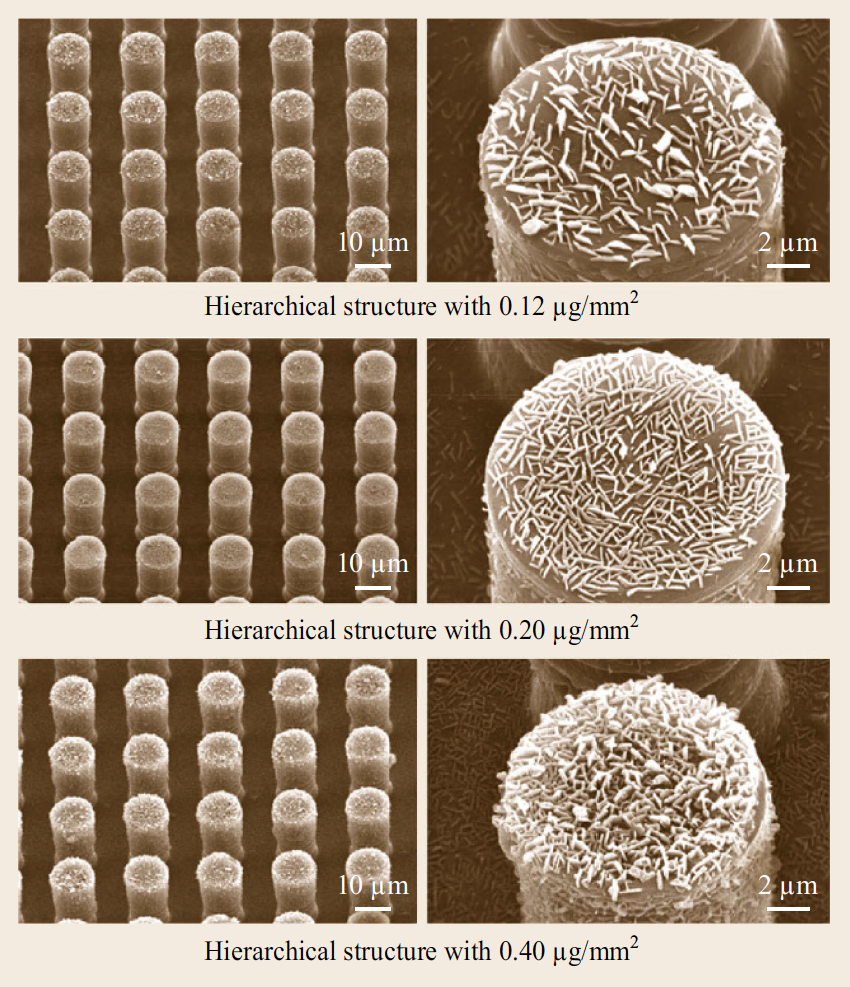 10 µm
2 µm
Hierarchical structure with 0.12 µg/mm²
10 µm
2 µm
Hierarchical structure with 0.20 µg/mm²
10 µm
2 µm
Hierarchical structure with 0.40 µg/mm²